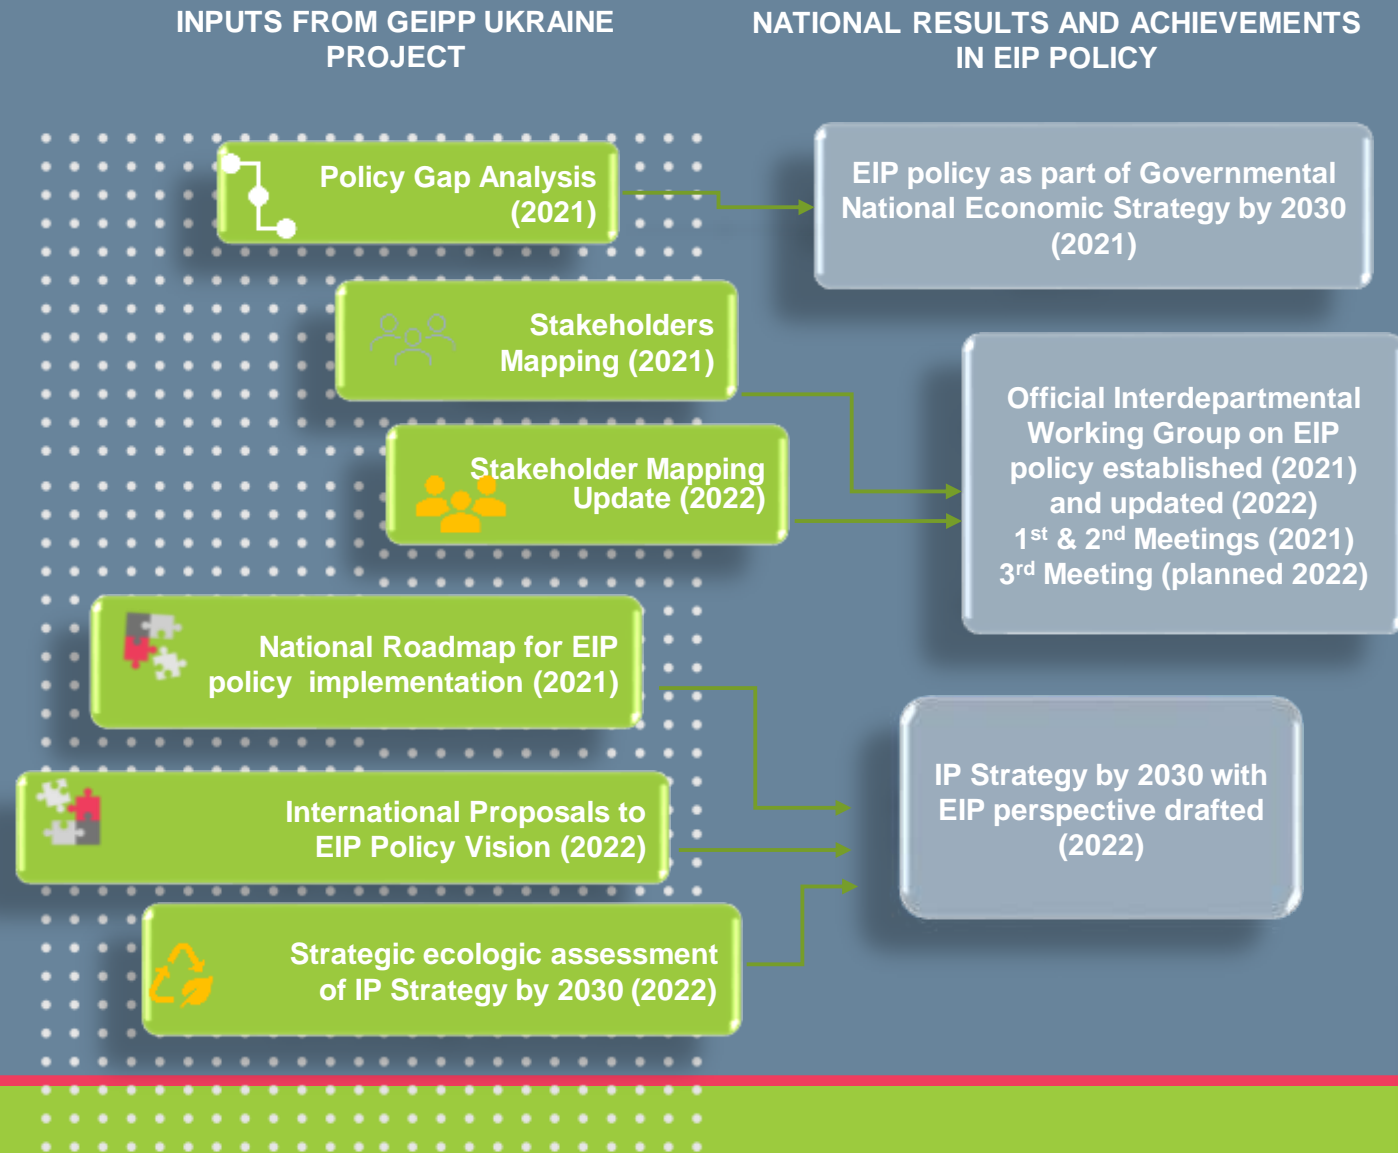 INPUTS FROM GEIPP UKRAINE
PROJECT
NATIONAL RESULTS AND ACHIEVEMENTS
IN EIP POLICY
Policy Gap Analysis
(2021)
EIP policy as part of Governmental
National Economic Strategy by 2030
(2021)
Stakeholders
Mapping (2021)
Stakeholder Mapping
Update (2022)
Official Interdepartmental
Working Group on EIP
policy established (2021)
and updated (2022)
1st & 2nd Meetings (2021)
3rd Meeting (planned 2022)
National Roadmap for EIP
policy implementation (2021)
International Proposals to
EIP Policy Vision (2022)
Strategic ecologic assessment
of IP Strategy by 2030 (2022)
IP Strategy by 2030 with
EIP perspective drafted
(2022)